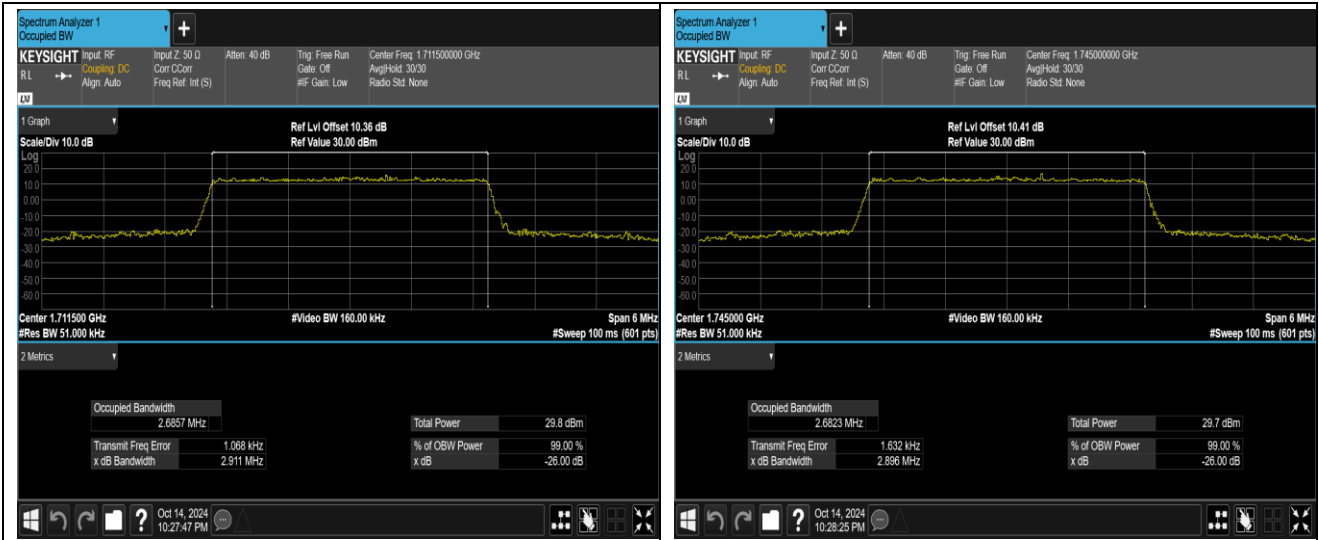 Spectrum Analyzer 1
Occupied BW
+
KEYSIGHT Input: RF Input Z: 50 Ω Atten: 40 dB Trig: Free Run Center Freq: 1.711500000 GHz
Coupling: DC Corr CCorr Gate: Off Avg|Hold: 30/30
RL Align: Auto Freq Ref: Int (S) #IF Gain: Low Radio Std: None
LXI
1 Graph
Ref Lvl Offset 10.36 dB
Scale/Div 10.0 dB Ref Value 30.00 dBm
Log
20.0
10.0
0.00
-10.0
-20.0
-30.0
-40.0
-50.0
-60.0
Center 1.711500 GHz #Video BW 160.00 kHz Span 6 MHz
#Res BW 51.000 kHz #Sweep 100 ms (601 pts)
2 Metrics
Occupied Bandwidth
2.6857 MHz Total Power 29.8 dBm
Transmit Freq Error 1.068 kHz % of OBW Power 99.00 %
x dB Bandwidth 2.911 MHz x dB -26.00 dB
? Oct 14, 2024
10:27:47 PM
Spectrum Analyzer 1
Occupied BW
+
KEYSIGHT Input: RF Input Z: 50 Ω Atten: 40 dB Trig: Free Run Center Freq: 1.745000000 GHz
Coupling: DC Corr CCorr Gate: Off Avg|Hold: 30/30
RL Align: Auto Freq Ref: Int (S) #IF Gain: Low Radio Std: None
LXI
1 Graph
Ref Lvl Offset 10.41 dB
Scale/Div 10.0 dB Ref Value 30.00 dBm
Log
20.0
10.0
0.00
-10.0
-20.0
-30.0
-40.0
-50.0
-60.0
Center 1.745000 GHz #Video BW 160.00 kHz Span 6 MHz
#Res BW 51.000 kHz #Sweep 100 ms (601 pts)
2 Metrics
Occupied Bandwidth
2.6823 MHz Total Power 29.7 dBm
Transmit Freq Error 1.632 kHz % of OBW Power 99.00 %
x dB Bandwidth 2.896 MHz x dB -26.00 dB
? Oct 14, 2024
10:28:25 PM